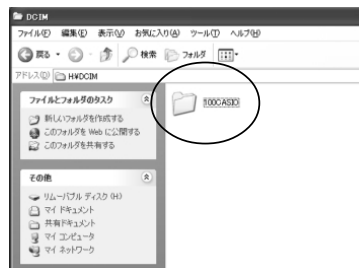 DCIM
ファイル(F) 編集(E) 表示(V) お気に入り(A) ツール(T) ヘルプ(H)
戻る 検索 フォルダ
アドレス(D) H:¥DCIM
ファイルとフォルダのタスク
新しいフォルダを作成する
このフォルダを Web に公開する
このフォルダを共有する
100CASIO
その他
リムーバブル ディスク (H)
マイ ドキュメント
共有ドキュメント
マイ コンピュータ
マイ ネットワーク